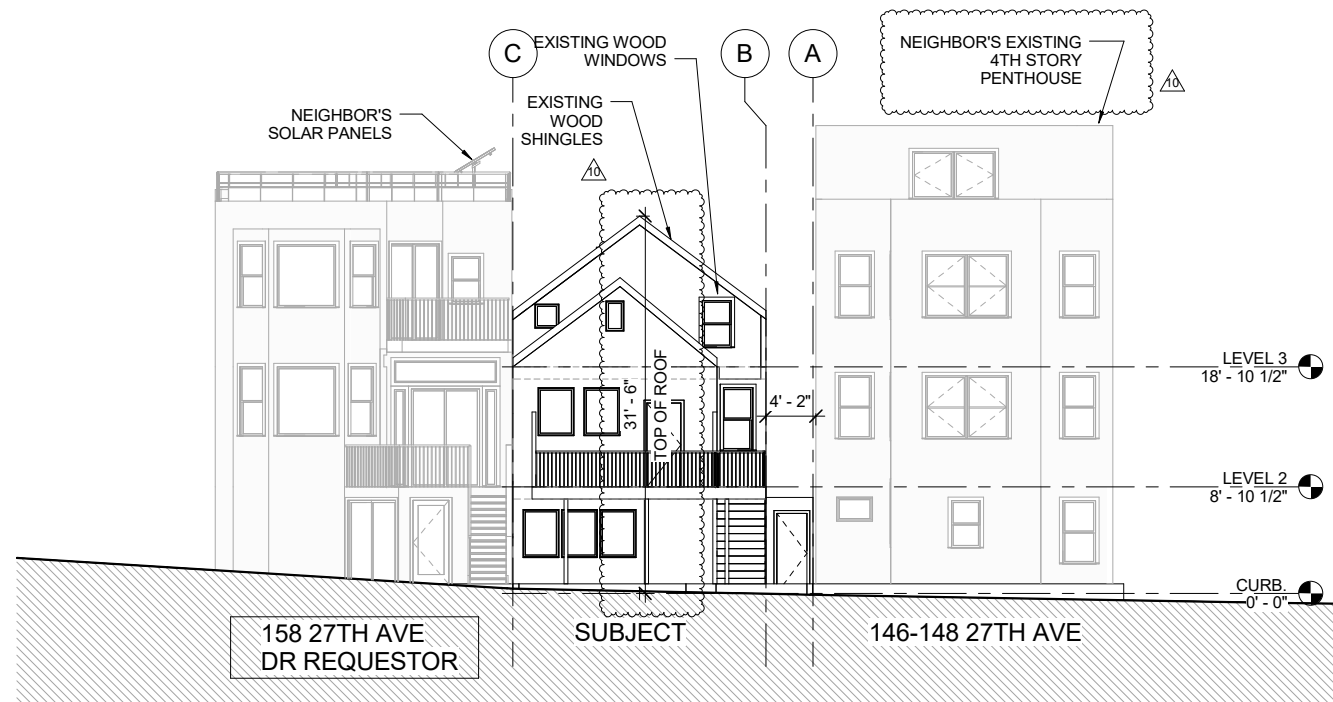 C
EXISTING WOOD
WINDOWS
B
A
NEIGHBOR'S EXISTING
4TH STORY
PENTHOUSE
10
NEIGHBOR'S
SOLAR PANELS
EXISTING
WOOD
SHINGLES
10
31' - 6"
TOP OF ROOF
4' - 2"
LEVEL 3
18' - 10 1/2"
LEVEL 2
8' - 10 1/2"
CURB.
0' - 0"
158 27TH AVE
DR REQUESTOR
SUBJECT
146-148 27TH AVE